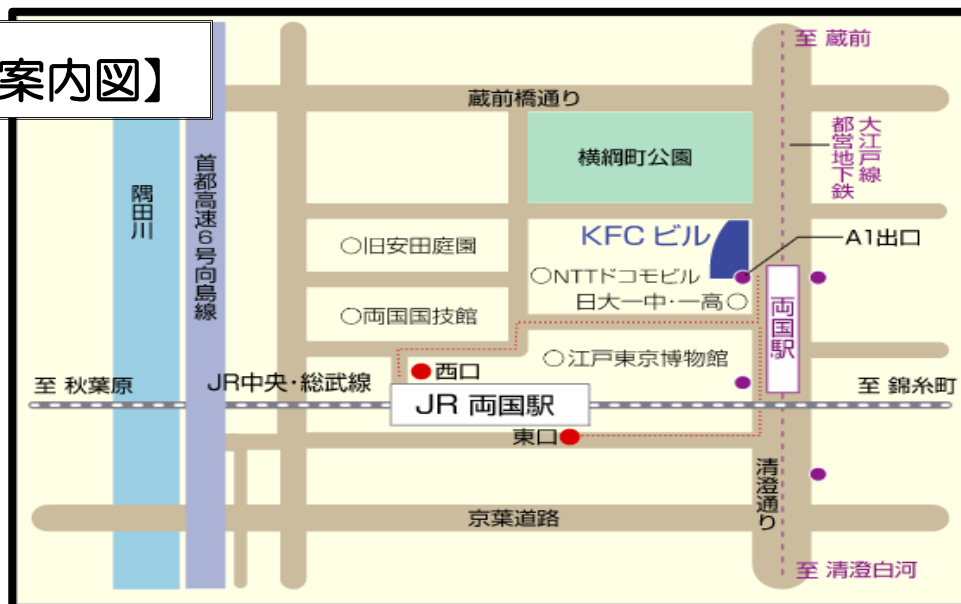 案内図】
至 蔵前
蔵前橋通り
大江戸線
都営地下鉄
横綱町公園
首都高速6号向島線
隅田川
KFC ビル
A1出口
○旧安田庭園
○NTTドコモビル
日大一中・一高○
両国駅
○両国国技館
○江戸東京博物館
西口
至 秋葉原
JR中央・総武線
至 錦糸町
JR 両国駅
東口
清澄通り
京葉道路
至 清澄白河